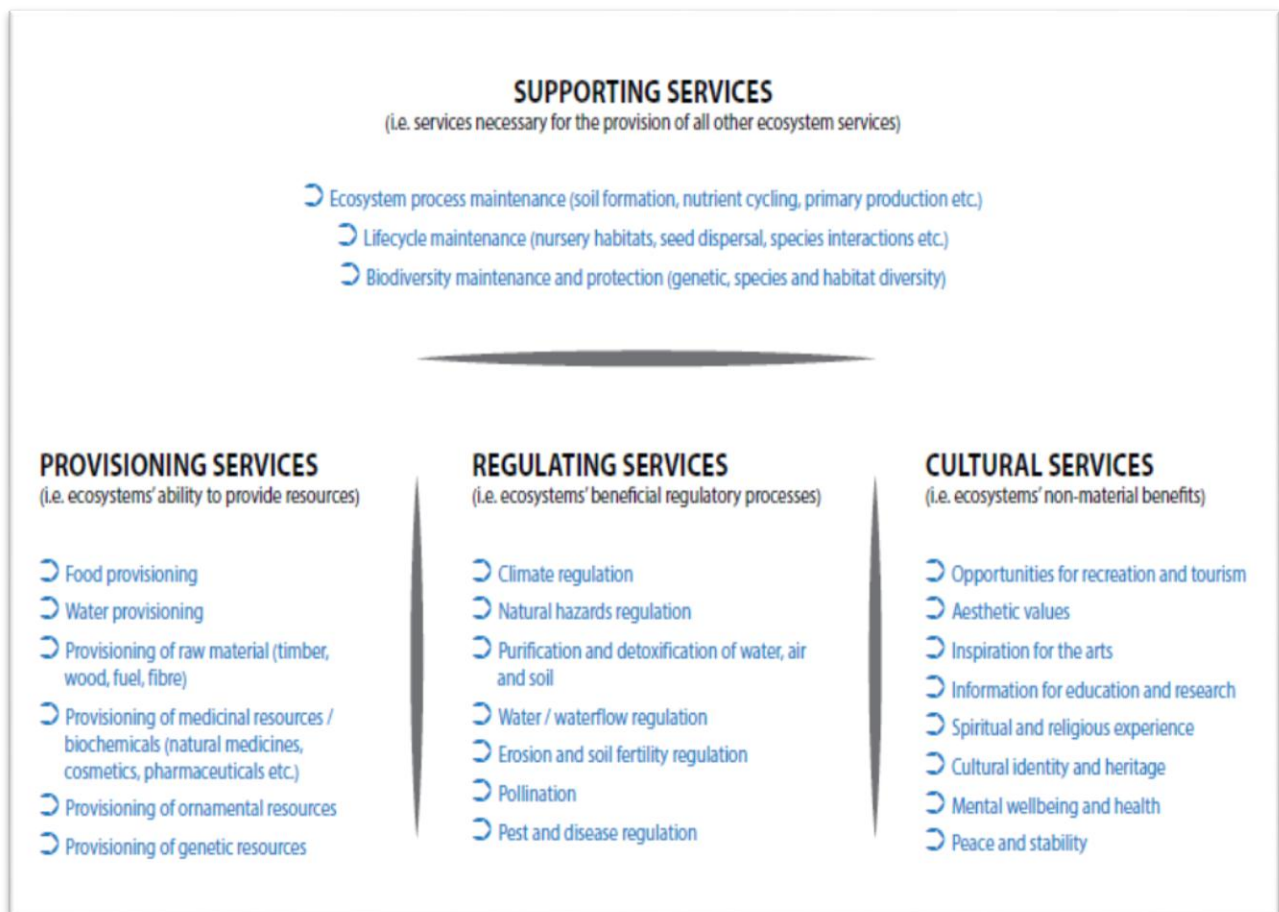 SUPPORTING SERVICES
(i.e. services necessary for the provision of all other ecosystem services)
Ecosystem process maintenance (soil formation, nutrient cycling, primary production etc.)
Lifecycle maintenance (nursery habitats, seed dispersal, species interactions etc.)
Biodiversity maintenance and protection (genetic, species and habitat diversity)
PROVISIONING SERVICES
(i.e. ecosystems' ability to provide resources)
Food provisioning
Water provisioning
Provisioning of raw material (timber,
wood, fuel, fibre)
Provisioning of medicinal resources /
biochemicals (natural medicines,
cosmetics, pharmaceuticals etc.)
Provisioning of ornamental resources
Provisioning of genetic resources
REGULATING SERVICES
(i.e. ecosystems' beneficial regulatory processes)
Climate regulation
Natural hazards regulation
Purification and detoxification of water, air
and soil
Water / waterflow regulation
Erosion and soil fertility regulation
Pollination
Pest and disease regulation
CULTURAL SERVICES
(i.e. ecosystems' non-material benefits)
Opportunities for recreation and tourism
Aesthetic values
Inspiration for the arts
Information for education and research
Spiritual and religious experience
Cultural identity and heritage
Mental wellbeing and health
Peace and stability